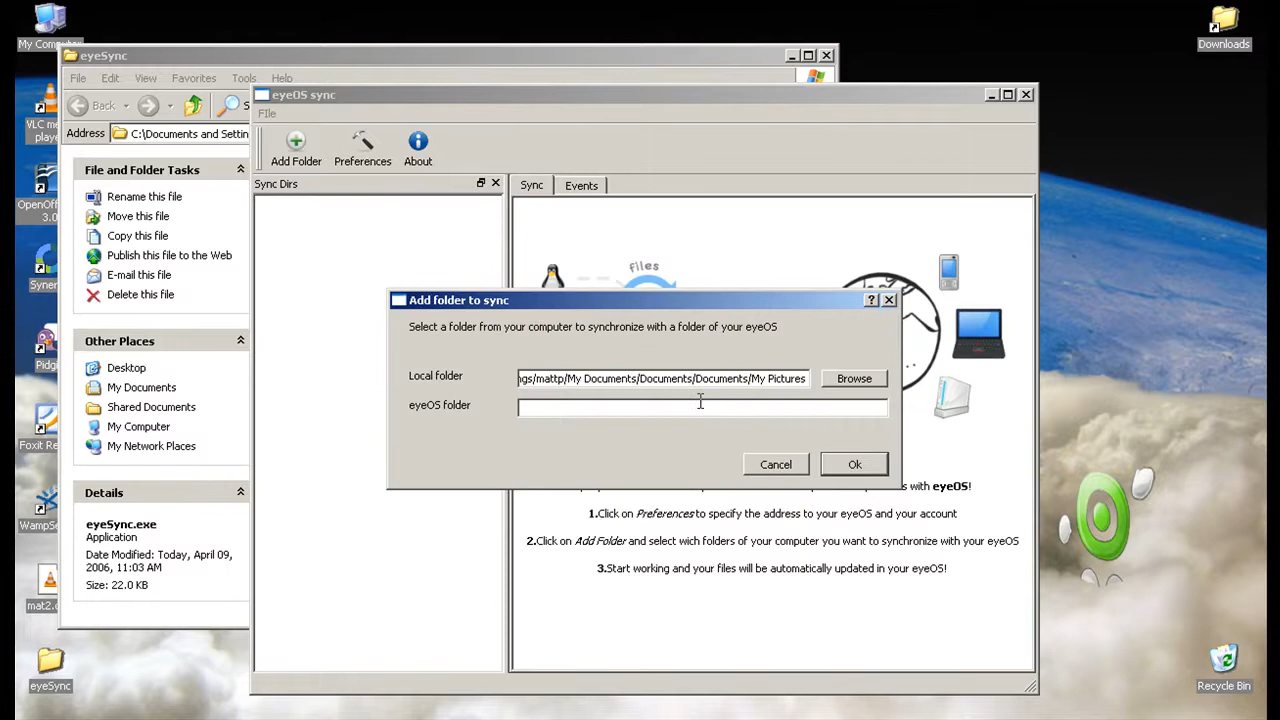 My Computer
Downloads
eyeSync
File Edit View Favorites Tools Help
eyeOS sync
Back
FIle
Address C:\Documents and Settin
VLC me
playe
Add Folder Preferences About
File and Folder Tasks
Sync Dirs
Sync Events
Rename this file
Move this file
OpenOf
3.0
Copy this file
Publish this file to the Web
E-mail this file
Delete this file
Syner
files
Add folder to sync
Select a folder from your computer to synchronize with a folder of your eyeOS
Other Places
Desktop
Local folder ngs/mattp/My Documents/Documents/Documents/My Pictures Browse
Pidgi
My Documents
Shared Documents
eyeOS folder
My Computer
My Network Places
Foxit Re
Cancel Ok
Details
s with eyeOS!
1.Click on Preferences to specify the address to your eyeOS and your account
eyeSync.exe
Application
WampSe
2.Click on Add Folder and select wich folders of your computer you want to synchronize with your eyeOS
Date Modified: Today, April 09,
2006, 11:03 AM
3.Start working and your files will be automatically updated in your eyeOS!
Size: 22.0 KB
mat2.
eyeSync
Recycle Bin